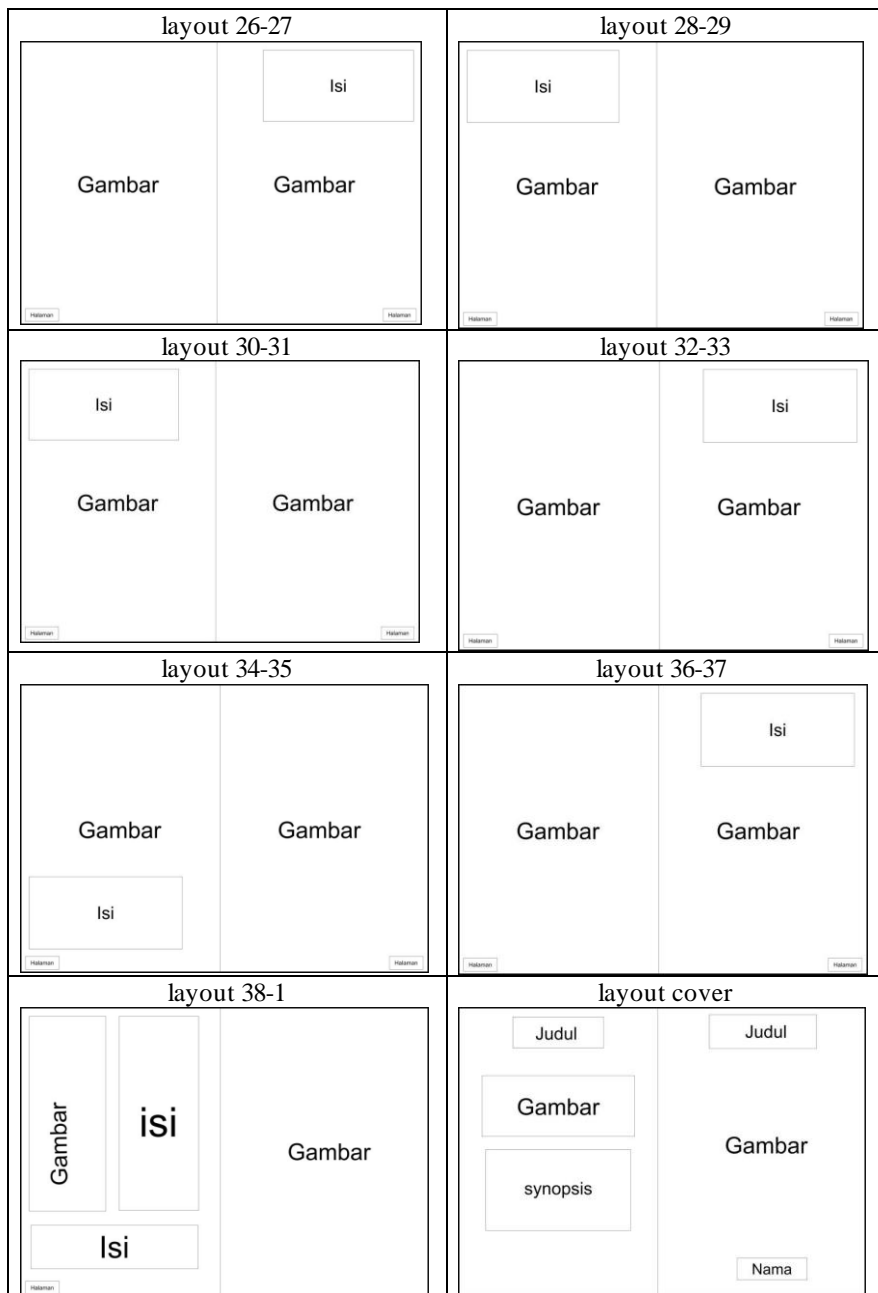 layout 26-27
Isi
Gambar
Gambar
Halaman
Halaman
layout 28-29
Isi
Gambar
Gambar
Halaman
Halaman
layout 30-31
Isi
Gambar
Gambar
Halaman
Halaman
layout 32-33
Isi
Gambar
Gambar
Halaman
Halaman
layout 34-35
Gambar
Gambar
Isi
Halaman
Halaman
layout 36-37
Isi
Gambar
Gambar
Halaman
Halaman
layout 38-1
Gambar
isi
Gambar
Isi
Halaman
layout cover
Judul
Gambar
synopsis
Judul
Gambar
Nama